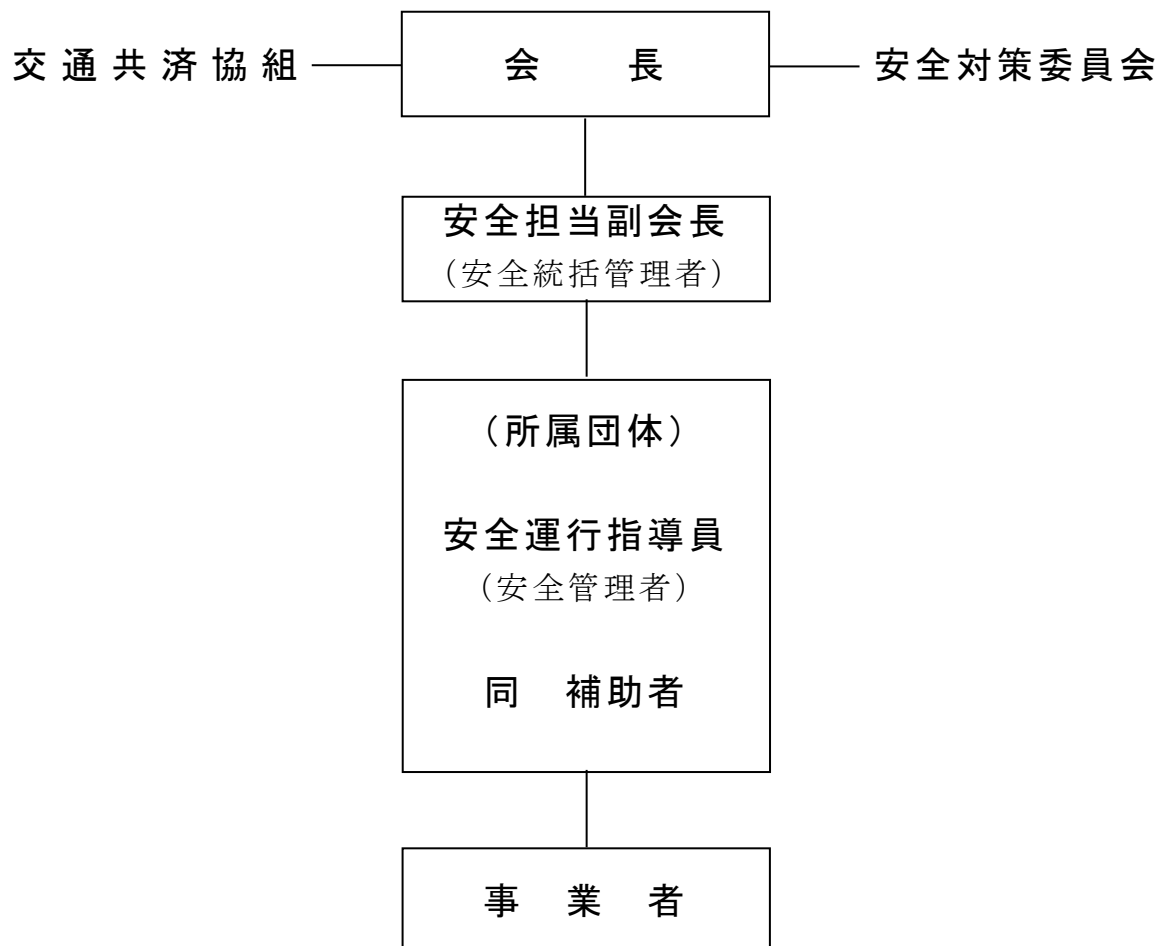 交通共済協組
会　長
安全対策委員会
安全担当副会長
（安全統括管理者）
（所属団体）
安全運行指導員
（安全管理者）
同　補助者
事　業　者